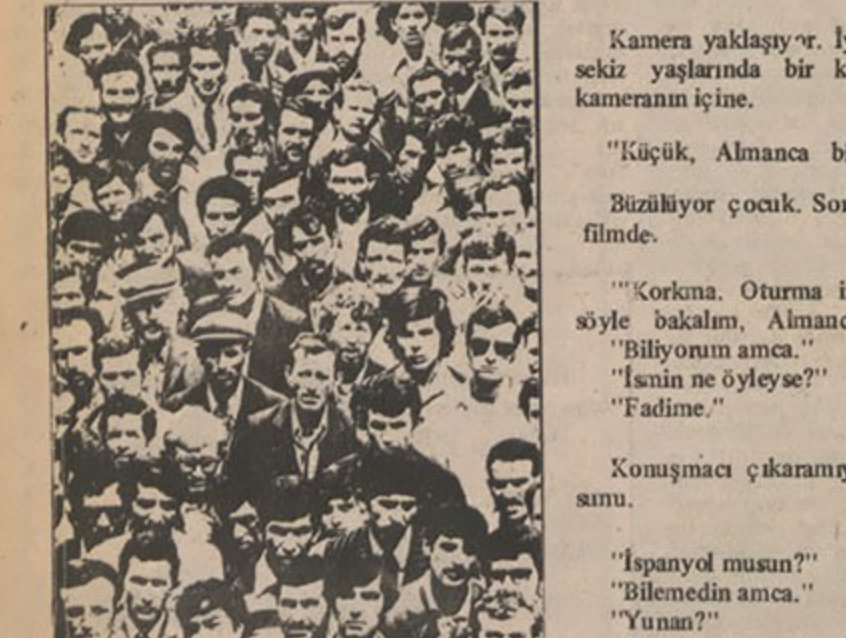 Kamera yaklaşıyor. İy
sekiz yaşlarında bir k
kameranın içine.
"Küçük, Almanca bi
Büzülüyor çocuk. Sor
filmde.
"'Korkma. Oturma i
söyle bakalım, Almanc
"Biliyorum amca."
"İsmin ne öyleyse?"
"Fadime."
Konuşmacı çıkaramıy
sunu.
"İspanyol musun?"
"Bilemedin amca."
"Yunan?"